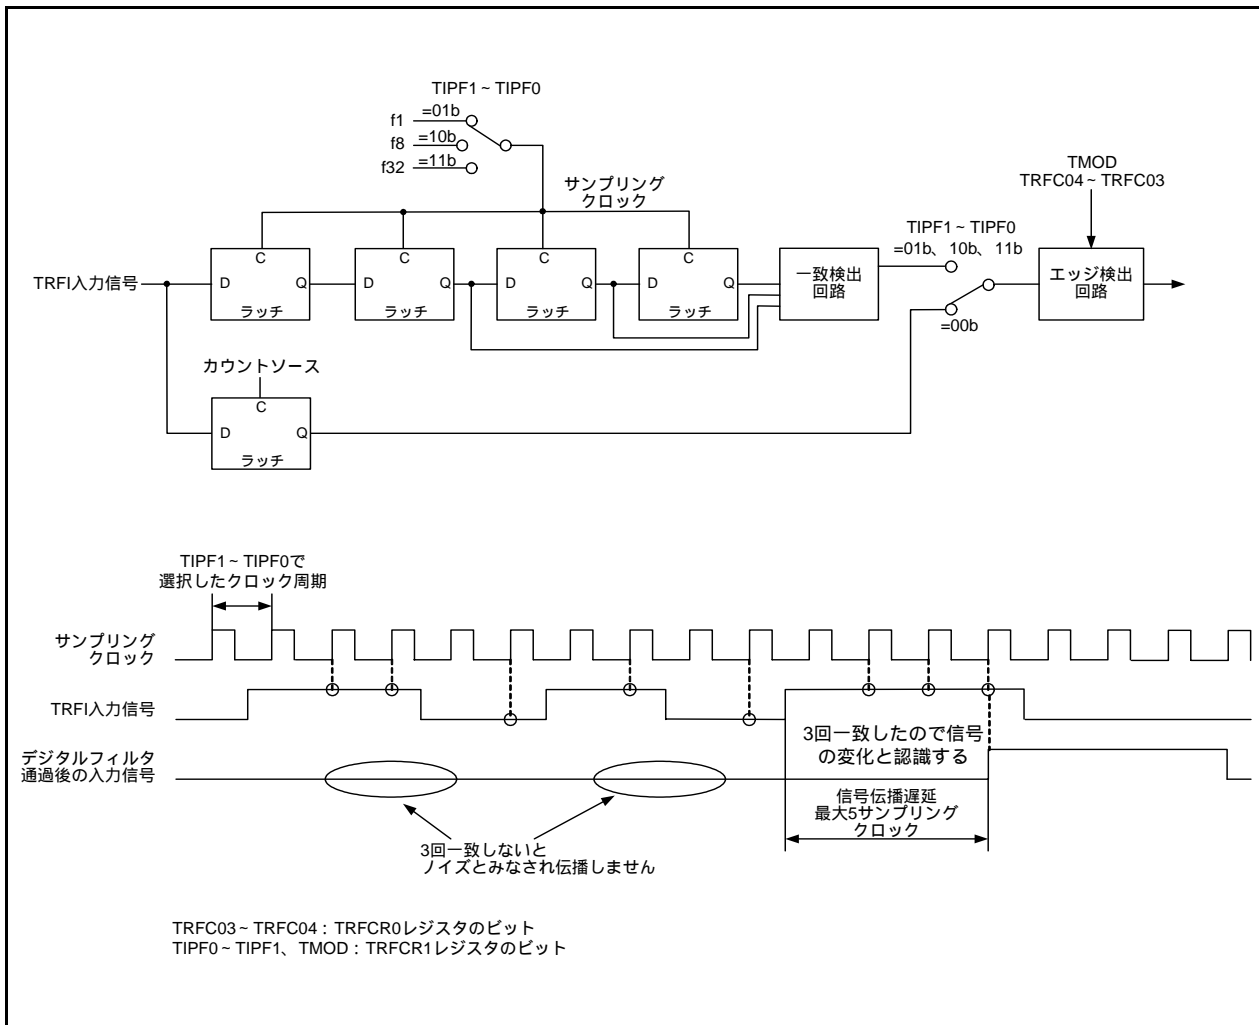 TIPF1~TIPF0
f1
=01b
f8
=10b
f32
=11b
サンプリング
クロック
TMOD
TRFC04~TRFC03
TIPF1~TIPF0
=01b、10b、11b
C
C
C
C
TRFI入力信号
D
Q
D
Q
D
Q
D
Q
ラッチ
ラッチ
ラッチ
ラッチ
一致検出
回路
エッジ検出
回路
=00b
カウントソース
C
D
Q
ラッチ
TIPF1~TIPF0で
選択したクロック周期
サンプリング
クロック
TRFI入力信号
3回一致したので信号
の変化と認識する
デジタルフィルタ
通過後の入力信号
信号伝播遅延
最大5サンプリング
クロック
3回一致しないと
ノイズとみなされ伝播しません
TRFC03~TRFC04:TRFCR0レジスタのビット
TIPF0~TIPF1、TMOD:TRFCR1レジスタのビット